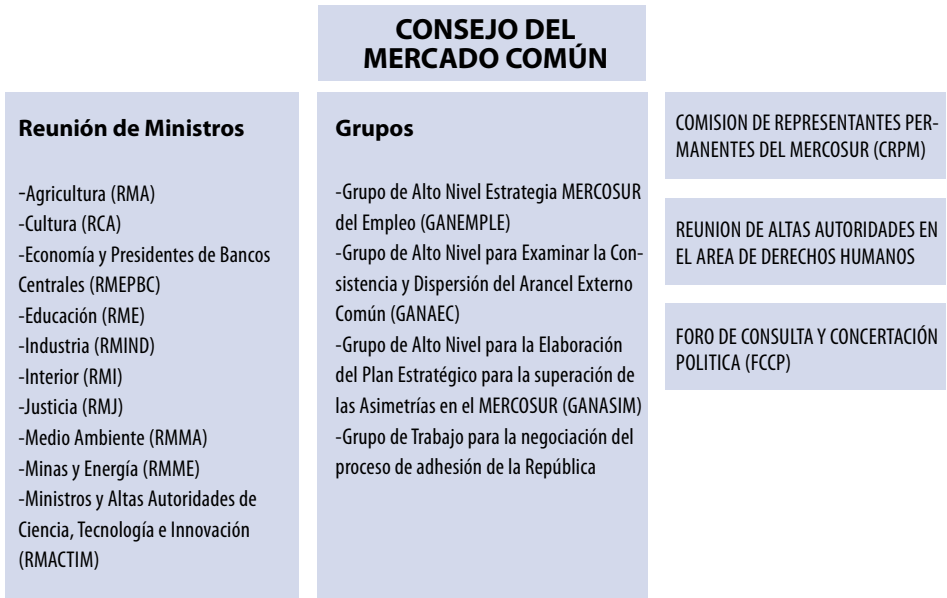 CONSEJO DEL
MERCADO COMÚN
Reunión de Ministros
-Agricultura (RMA)
-Cultura (RCA)
-Economía y Presidentes de Bancos
Centrales (RMEPBC)
-Educación (RME)
-Industria (RMIND)
-Interior (RMI)
-Justicia (RMJ)
-Medio Ambiente (RMMA)
-Minas y Energía (RMME)
-Ministros y Altas Autoridades de
Ciencia, Tecnología e Innovación
(RMACTIM)
Grupos
-Grupo de Alto Nivel Estrategia MERCOSUR
del Empleo (GANEMPLE)
-Grupo de Alto Nivel para Examinar la Con-
sistencia y Dispersión del Arancel Externo
Común (GANAEC)
-Grupo de Alto Nivel para la Elaboración
del Plan Estratégico para la superación de
las Asimetrías en el MERCOSUR (GANASIM)
-Grupo de Trabajo para la negociación del
proceso de adhesión de la República
COMISION DE REPRESENTANTES PER-
MANENTES DEL MERCOSUR (CRPM)
REUNION DE ALTAS AUTORIDADES EN
EL AREA DE DERECHOS HUMANOS
FORO DE CONSULTA Y CONCERTACIÓN
POLITICA (FCCP)